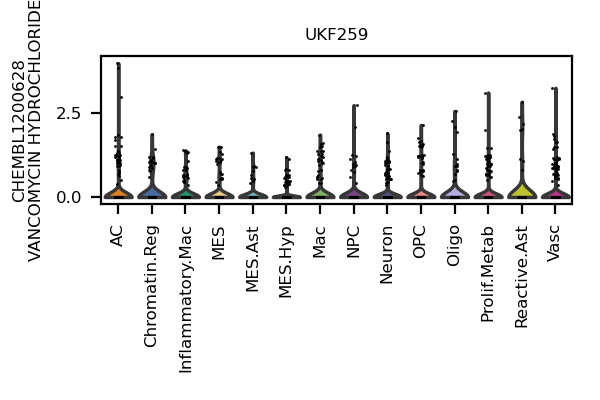 UKF259
CHEMBL1200628
VANCOMYCIN HYDROCHLORIDE
2.5
0.0
AC
Chromatin.Reg
Inflammatory.Mac
MES
MES.Ast
MES.Hyp
Mac
NPC
Neuron
OPC
Oligo
Prolif.Metab
Reactive.Ast
Vasc